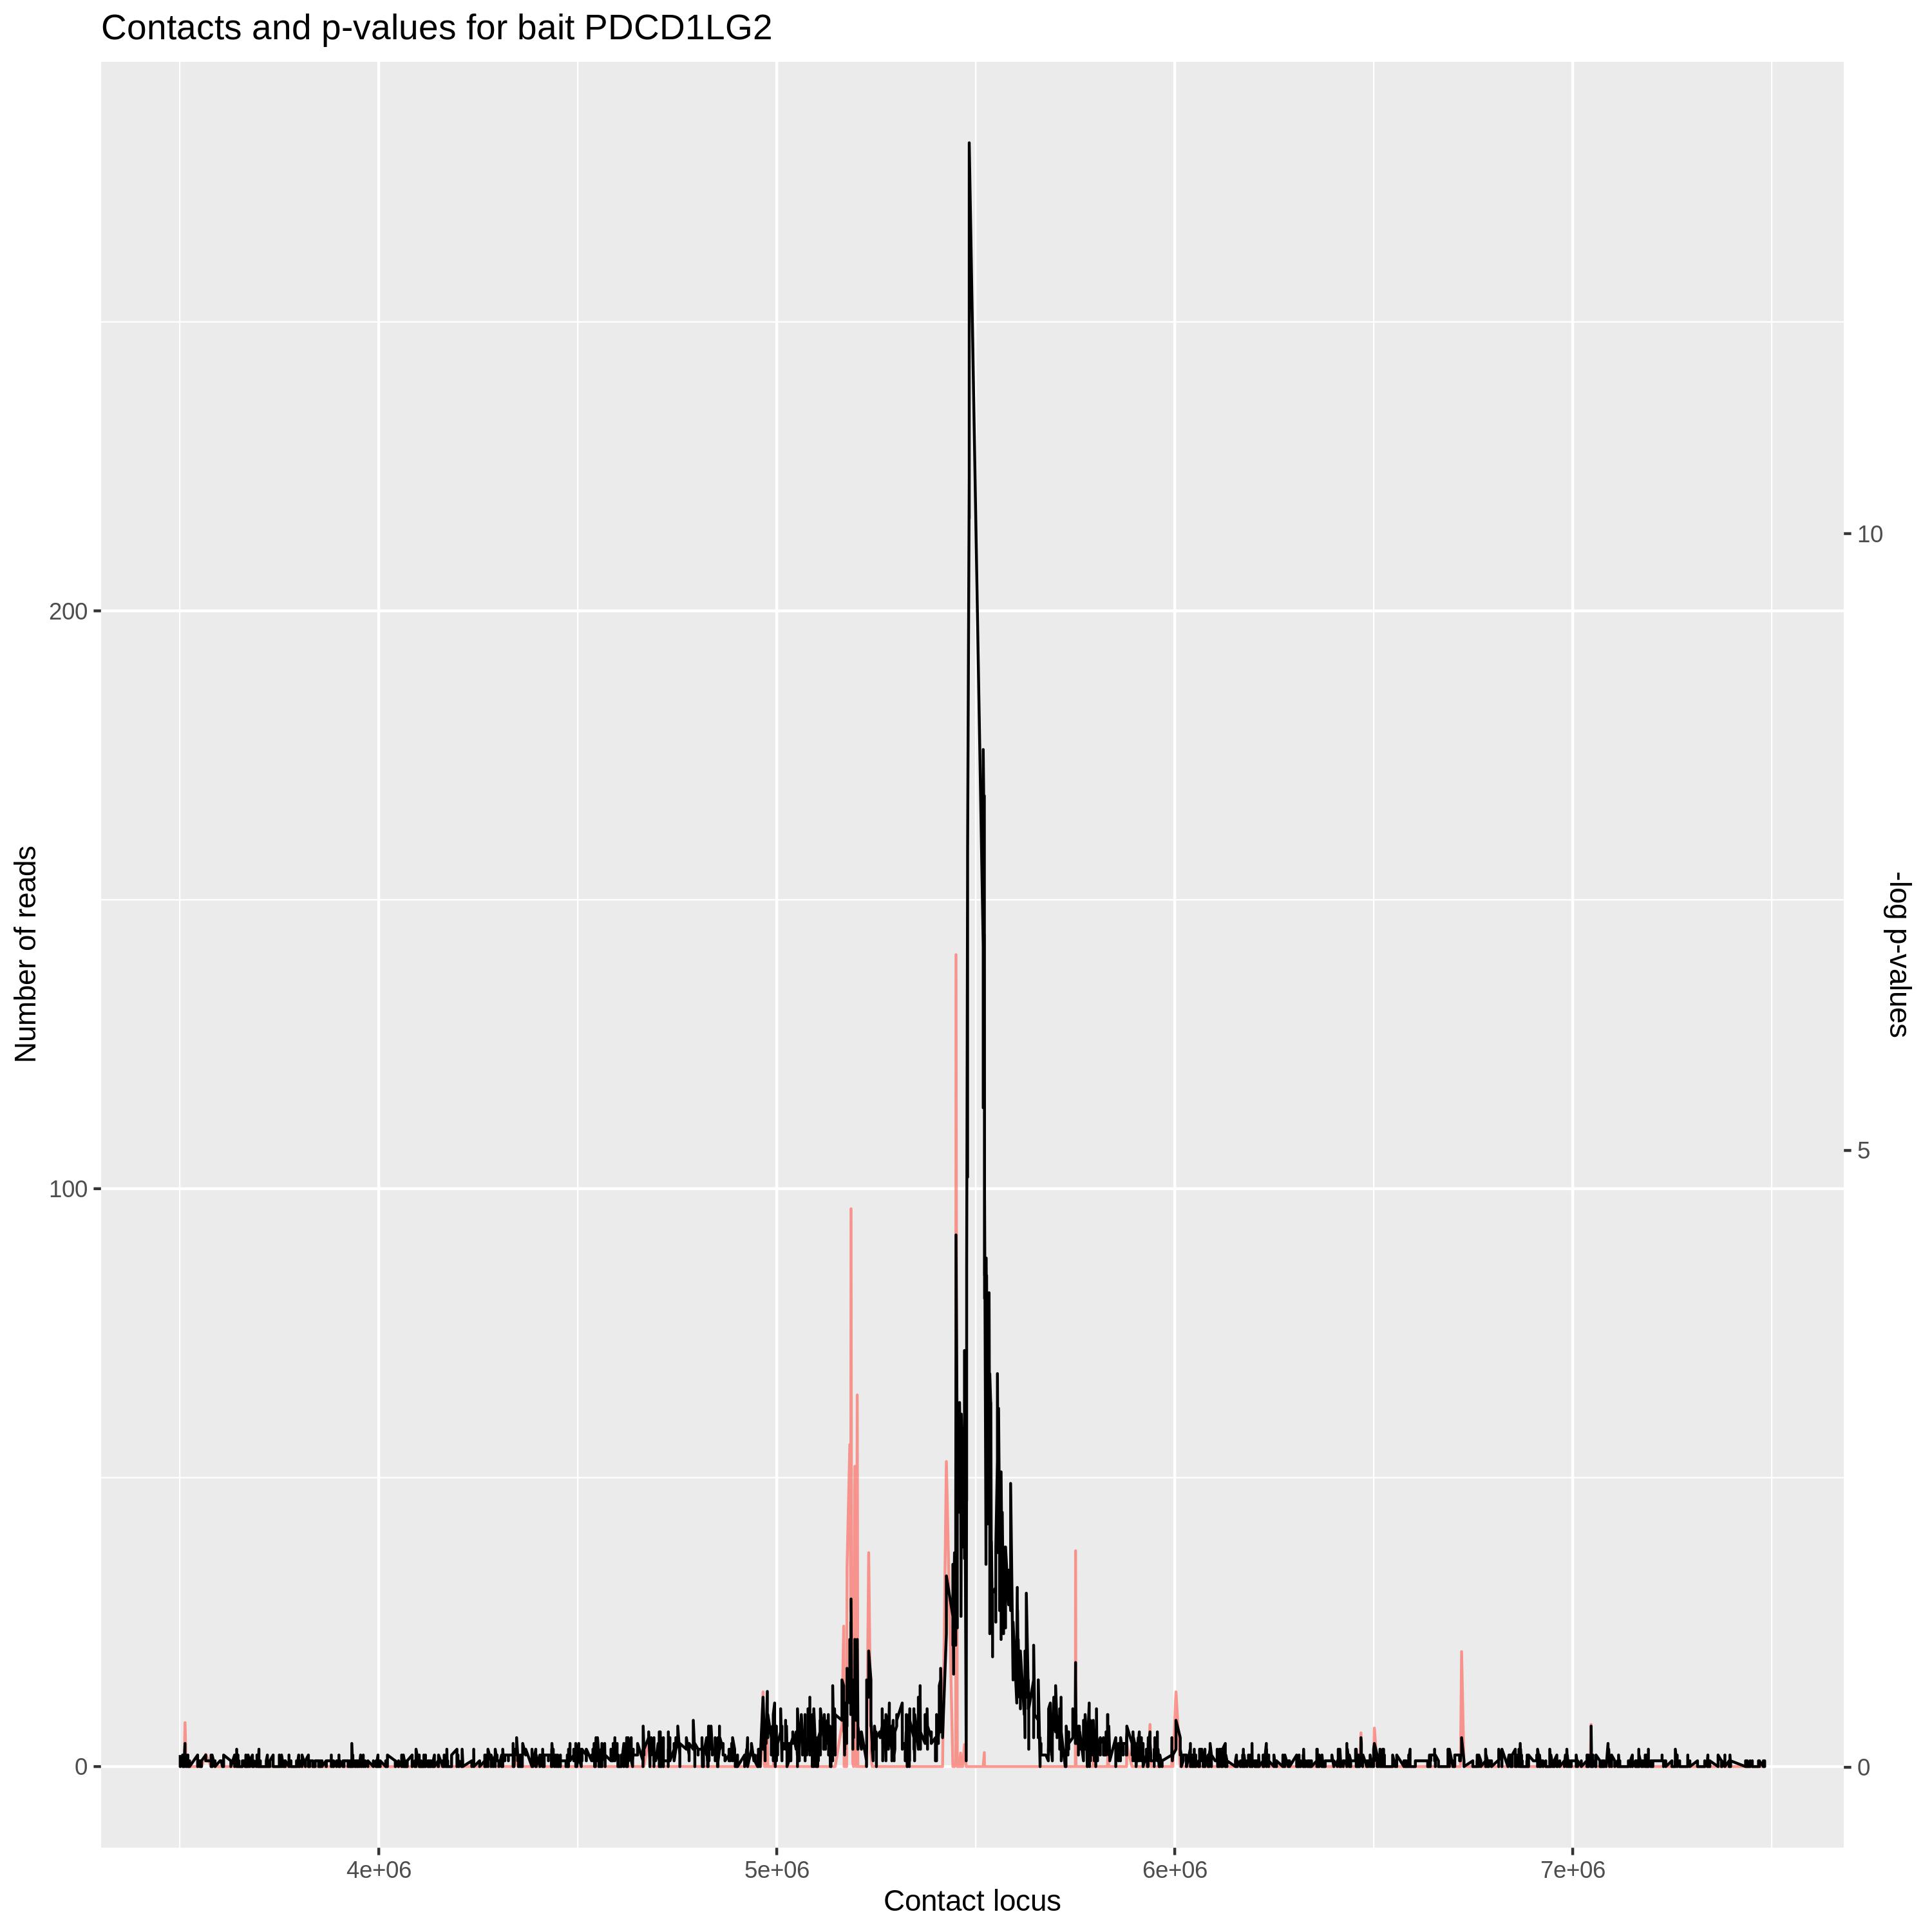 Contacts and p-values for bait PDCD1LG2
Number of reads
200
100
0
10
5
0
-log p-values
4e+06
5e+06
6e+06
7e+06
Contact locus